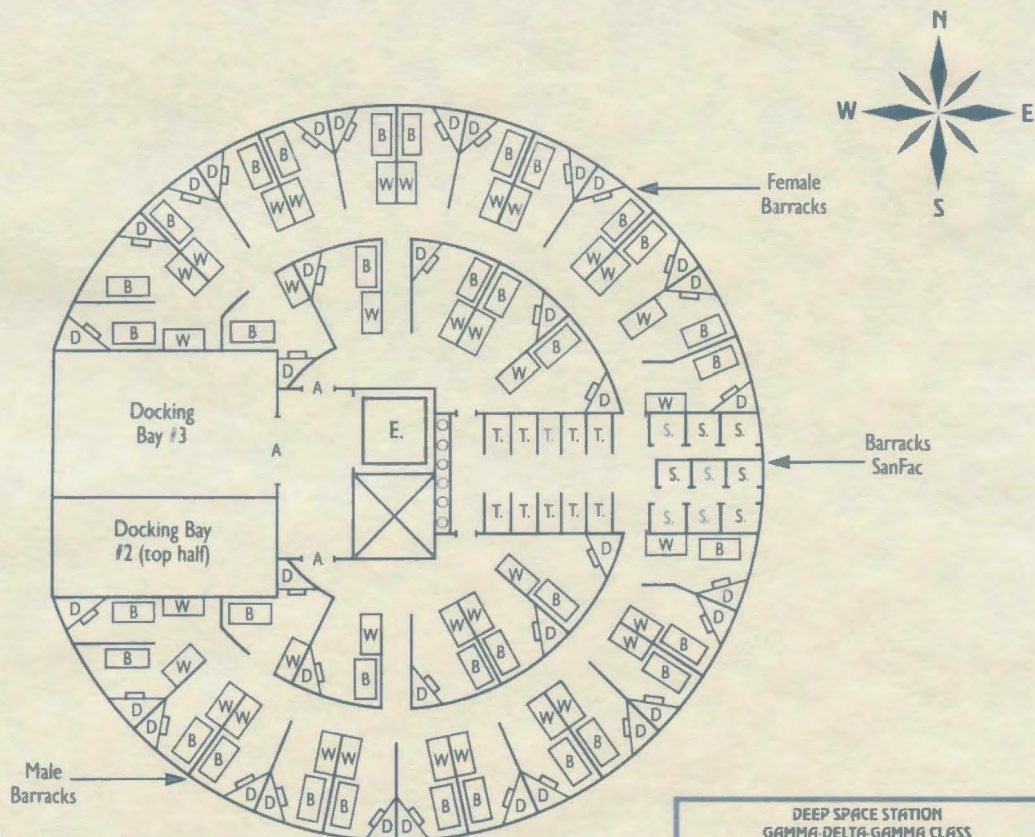 N
W E
S
D D B B D D
D D B B B B D D
D D W W D D
Female
Barracks
W W W W
B B
D W W B D
W W D B D W W
B W B B D
W W D W
D B W B W W B B
D W B D
W D
Docking
Bay #3
A
A
E.
T. T. T. T. T.
S. S. S.
Barracks
SanFac
S. S. S.
T. T. T. T. T.
S. S. S.
Docking Bay
#2 (top half)
A
D
W B
D
D B W B
W B D
W W W W W D
B W D B B D W W B
W D B B D B
D D W W W W D D
B B B B
W W W W
D D B B B B D D
D D
Male
Barracks
DEEP SPACE STATION
GAMMA-DELTA-GAMMA CLASS